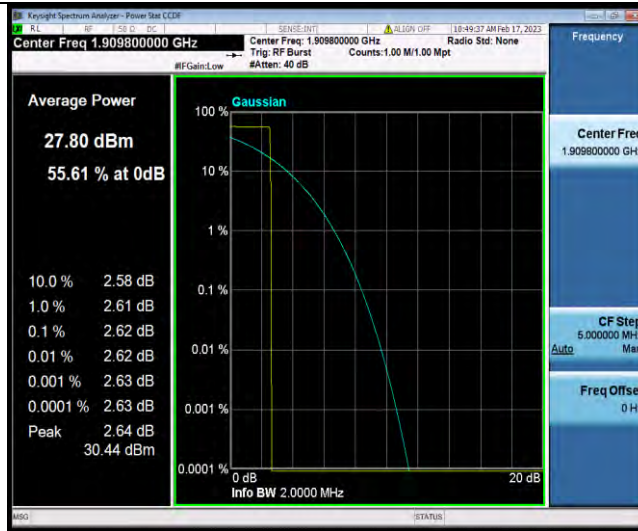 Keysight Spectrum Analyzer - Power Stat CCDF
RL RF 50 Ω DC SENSE:INT ALIGN OFF 10:49:37 AM Feb 17, 2023
Center Freq 1.909800000 GHz
Center Freq: 1.909800000 GHz Radio Std: None
Trig: RF Burst Counts:1.00 M/1.00 Mpt
#IFGain:Low #Atten: 40 dB
Frequency
Average Power
27.80 dBm
55.61 % at 0dB
10.0 % 2.58 dB
1.0 % 2.61 dB
0.1 % 2.62 dB
0.01 % 2.62 dB
0.001 % 2.63 dB
0.0001 % 2.63 dB
Peak 2.64 dB
30.44 dBm
Gaussian
100 %
10 %
1 %
0.1 %
0.01 %
0.001 %
0.0001 %
0 dB 20 dB
Info BW 2.0000 MHz
Center Freq
1.909800000 GH
CF Step
5.000000 MH
Auto Ma
Freq Offse
0 H
MSG STATUS